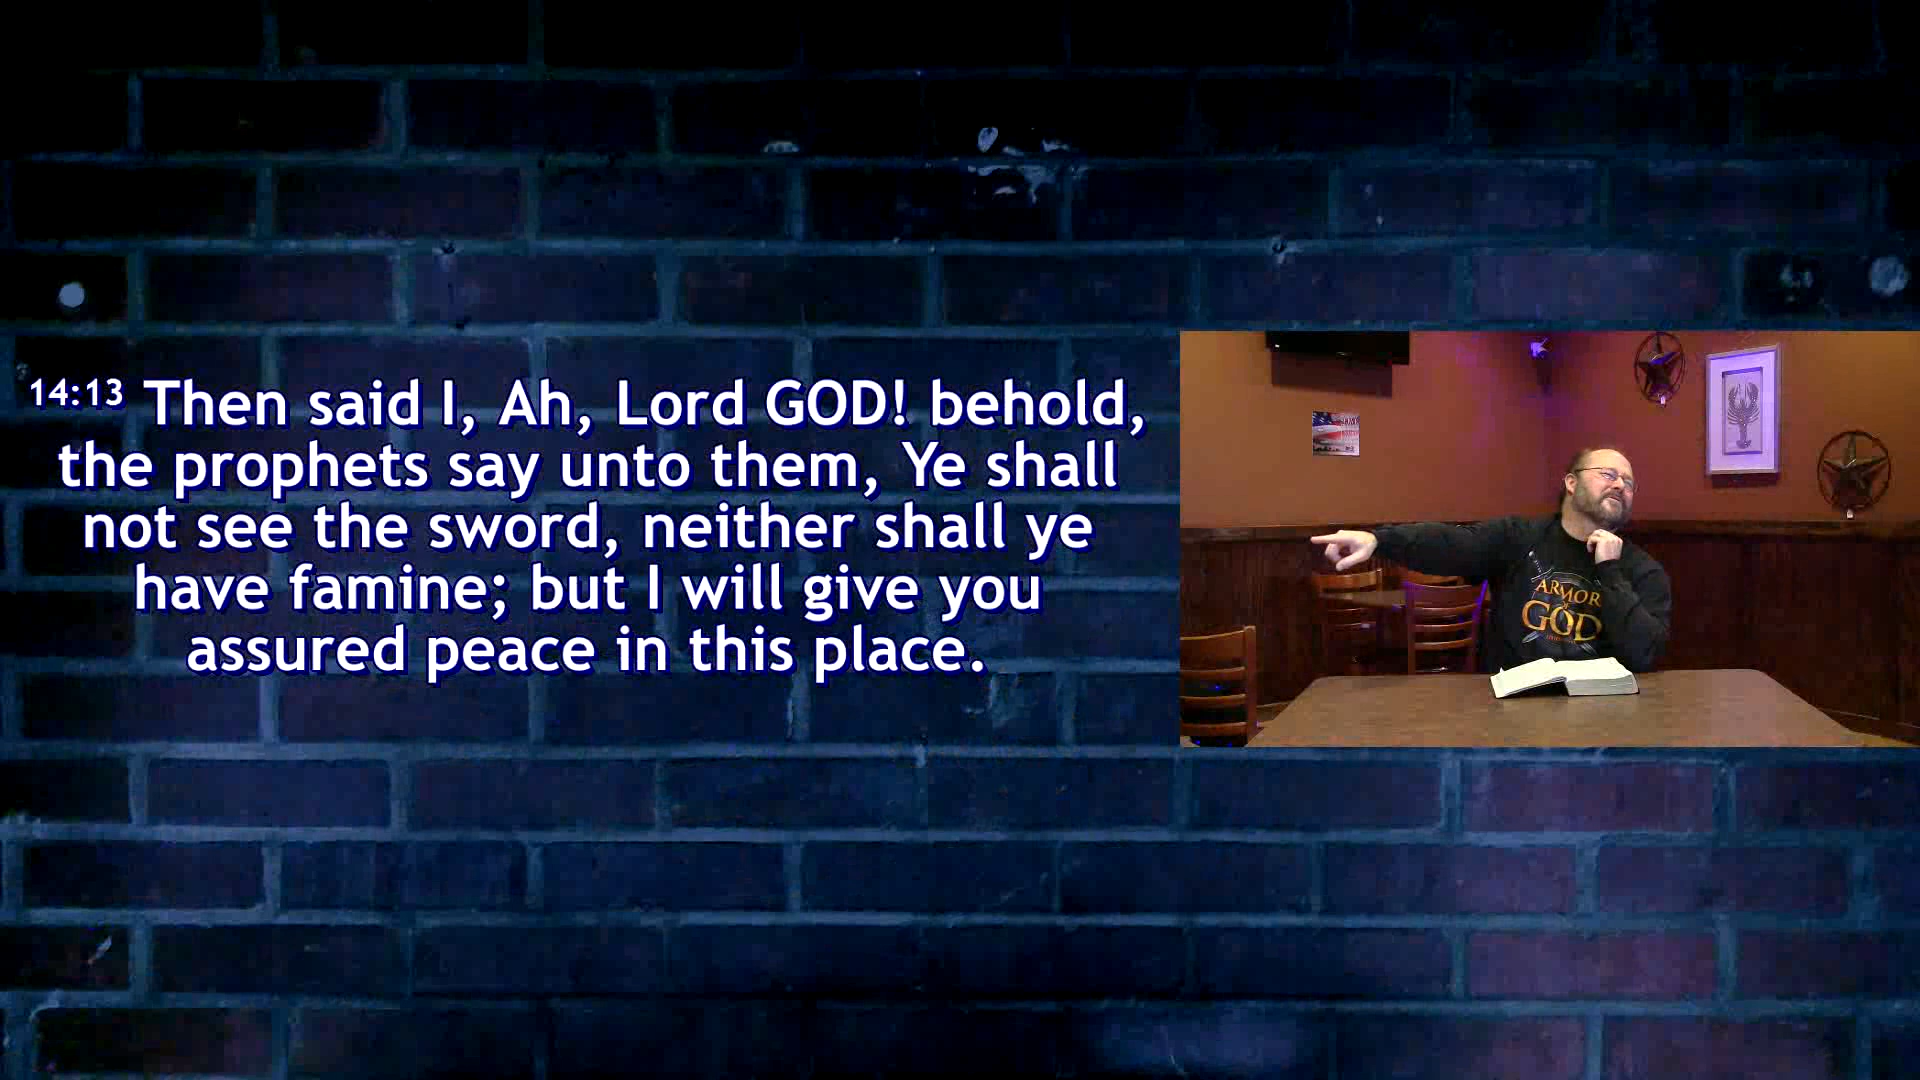 14:13 Then said I, Ah, Lord GOD! behold,
the prophets say unto them, Ye shall
not see the sword, neither shall ye
have famine; but I will give you
assured peace in this place.
ARMOR
GOD